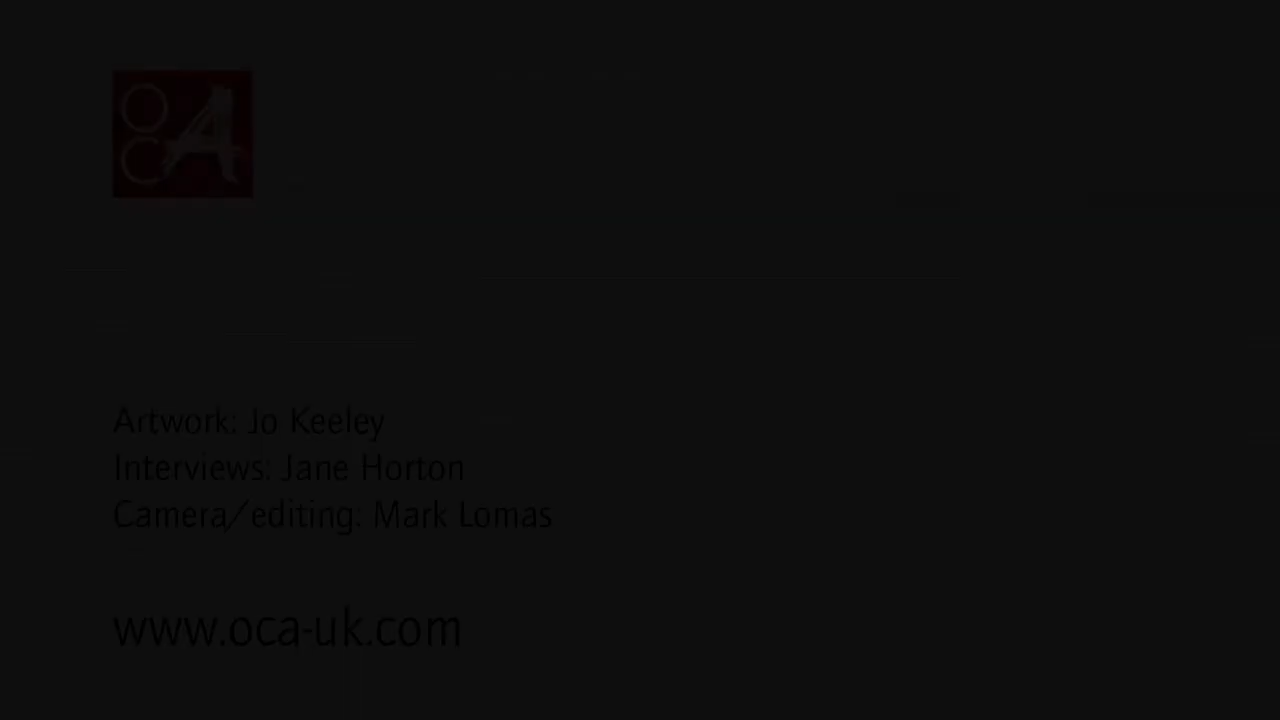 OCA
Artwork: Jo Keeley
Interviews: Jane Horton
Camera/editing: Mark Lomas
www.oca-uk.com